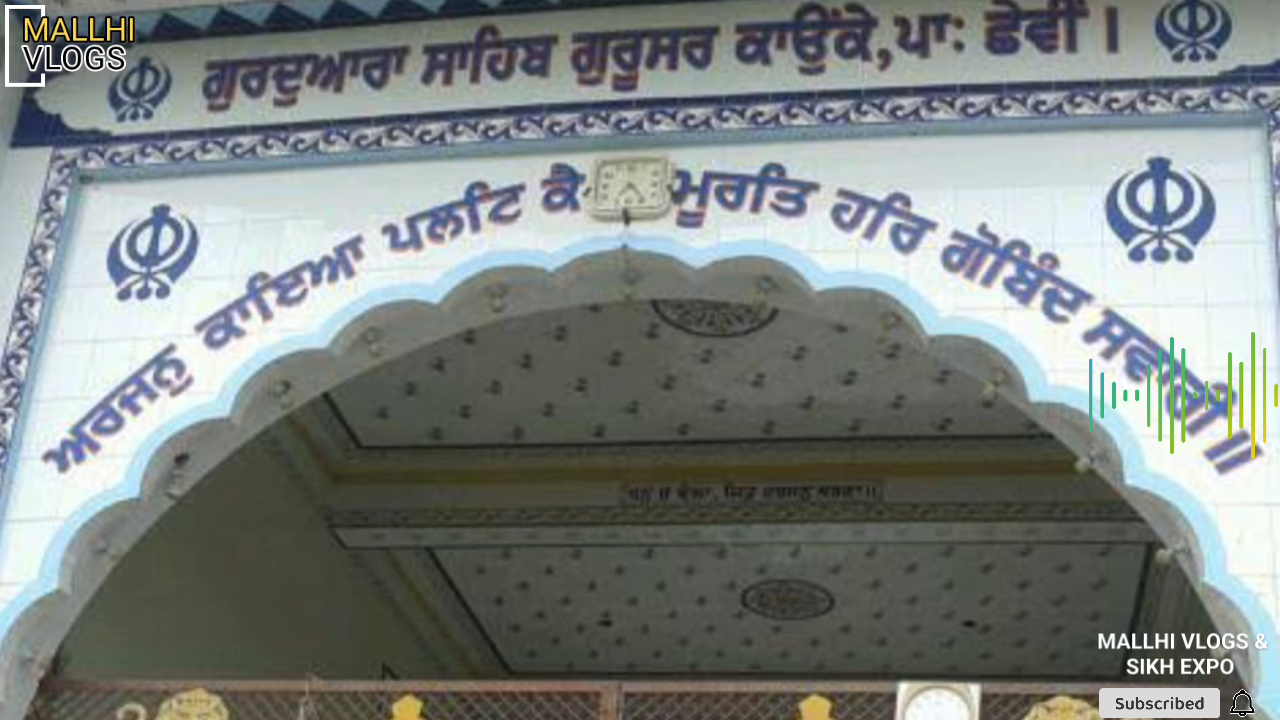 MALLHI
VLOGS
ਗੁਰਦੁਆਰਾ ਸਾਹਿਬ ਗੁਰੂਸਰ ਕਾਉਂਕੇ,ਪਾ: ਛੇਵੀਂ ।
ਅਰਜਨੁ ਕਾਇਆ ਪਲਟਿ ਕੈ ਮੂਰਤਿ ਹਰਿ ਗੋਬਿੰਦ ਸਵਾਰੀ॥
MALLHI VLOGS &
SIKH EXPO
Subscribed